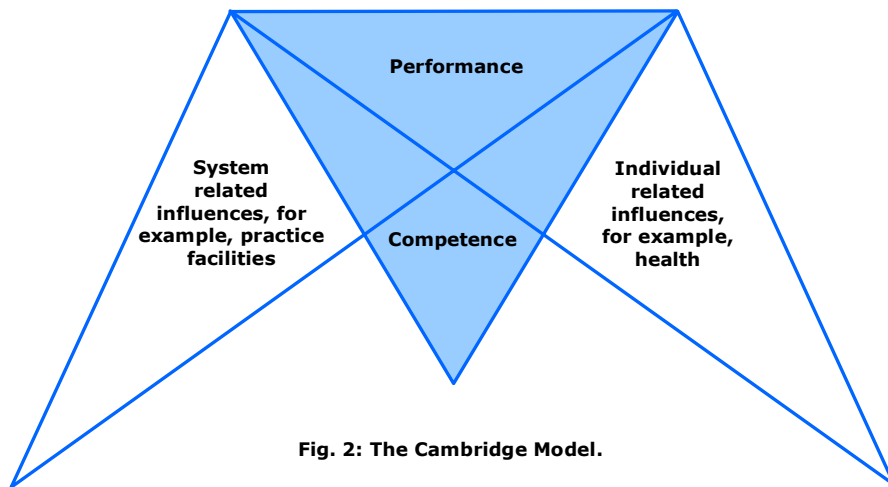 Performance
System
related
influences, for
example, practice
facilities
Individual
related
influences,
for example,
health
Competence
Fig. 2: The Cambridge Model.